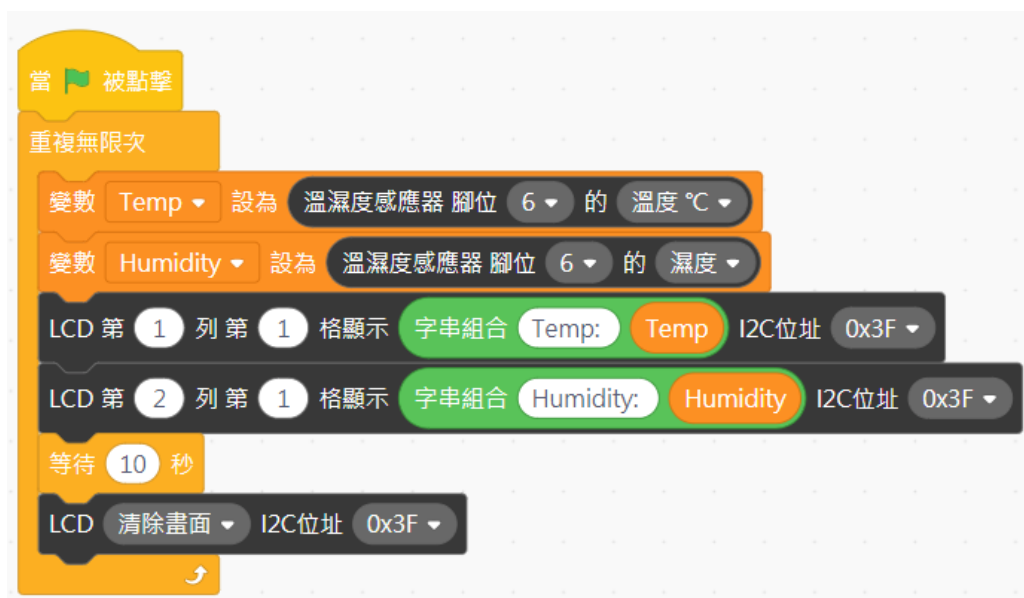 當 被點擊
重複無限次
變數 Temp 設為 溫濕度感應器 腳位 6 的 溫度 ℃
變數 Humidity 設為 溫濕度感應器 腳位 6 的 濕度
LCD 第 1 列 第 1 格顯示 字串組合 Temp: Temp I2C位址 0x3F
LCD 第 2 列 第 1 格顯示 字串組合 Humidity: Humidity I2C位址 0x3F
等待 10 秒
LCD 清除畫面 I2C位址 0x3F